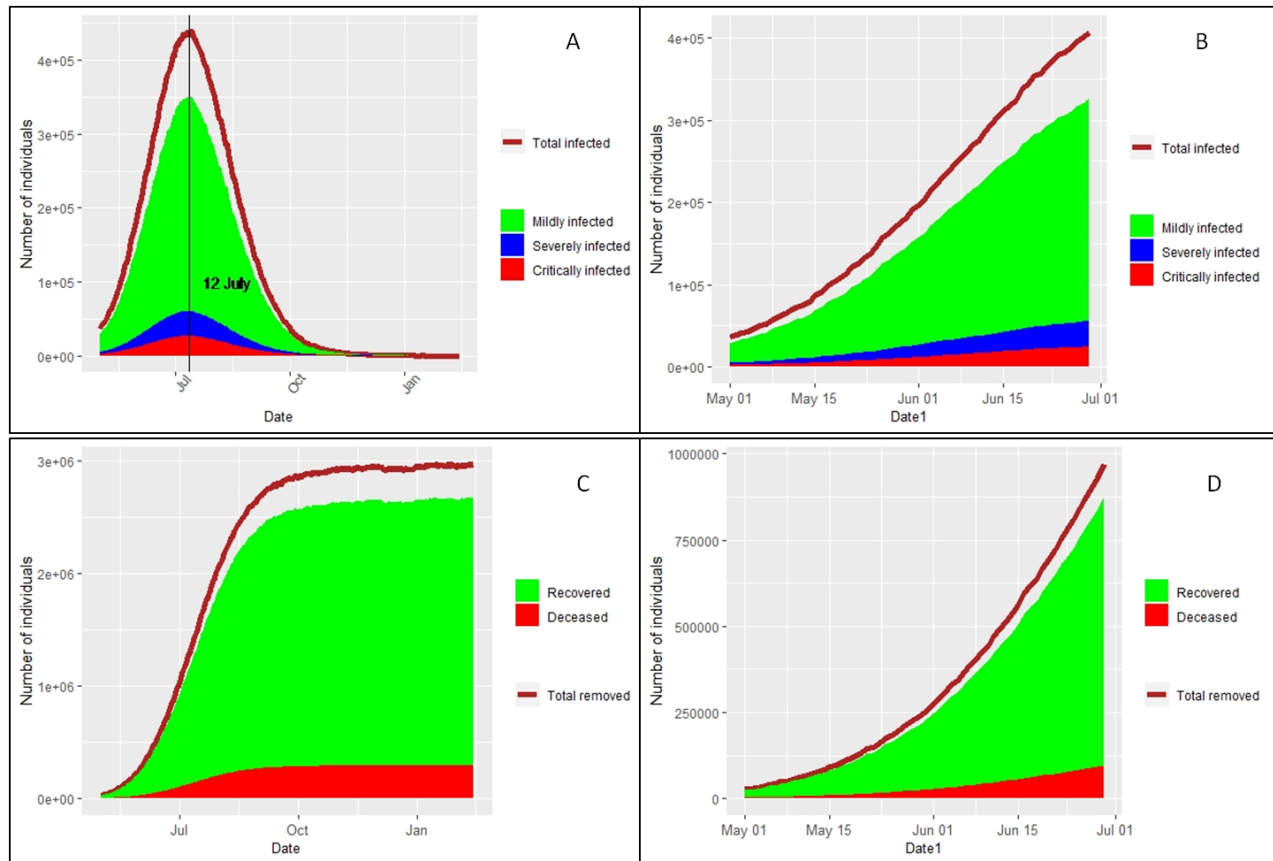 A
Number of individuals
4e+05
3e+05
2e+05
1e+05
0e+00
12 July
Jul
Oct
Jan
Date
Total infected
Mildly infected
Severely infected
Critically infected
B
Number of individuals
4e+05
3e+05
2e+05
1e+05
0e+00
May 01
May 15
Jun 01
Jun 15
Jul 01
Date1
Total infected
Mildly infected
Severely infected
Critically infected
C
Number of individuals
3e+06
2e+06
1e+06
0e+00
Jul
Oct
Jan
Date
Recovered
Deceased
Total removed
D
Number of individuals
1000000
750000
500000
250000
0
May 01
May 15
Jun 01
Jun 15
Jul 01
Date1
Recovered
Deceased
Total removed